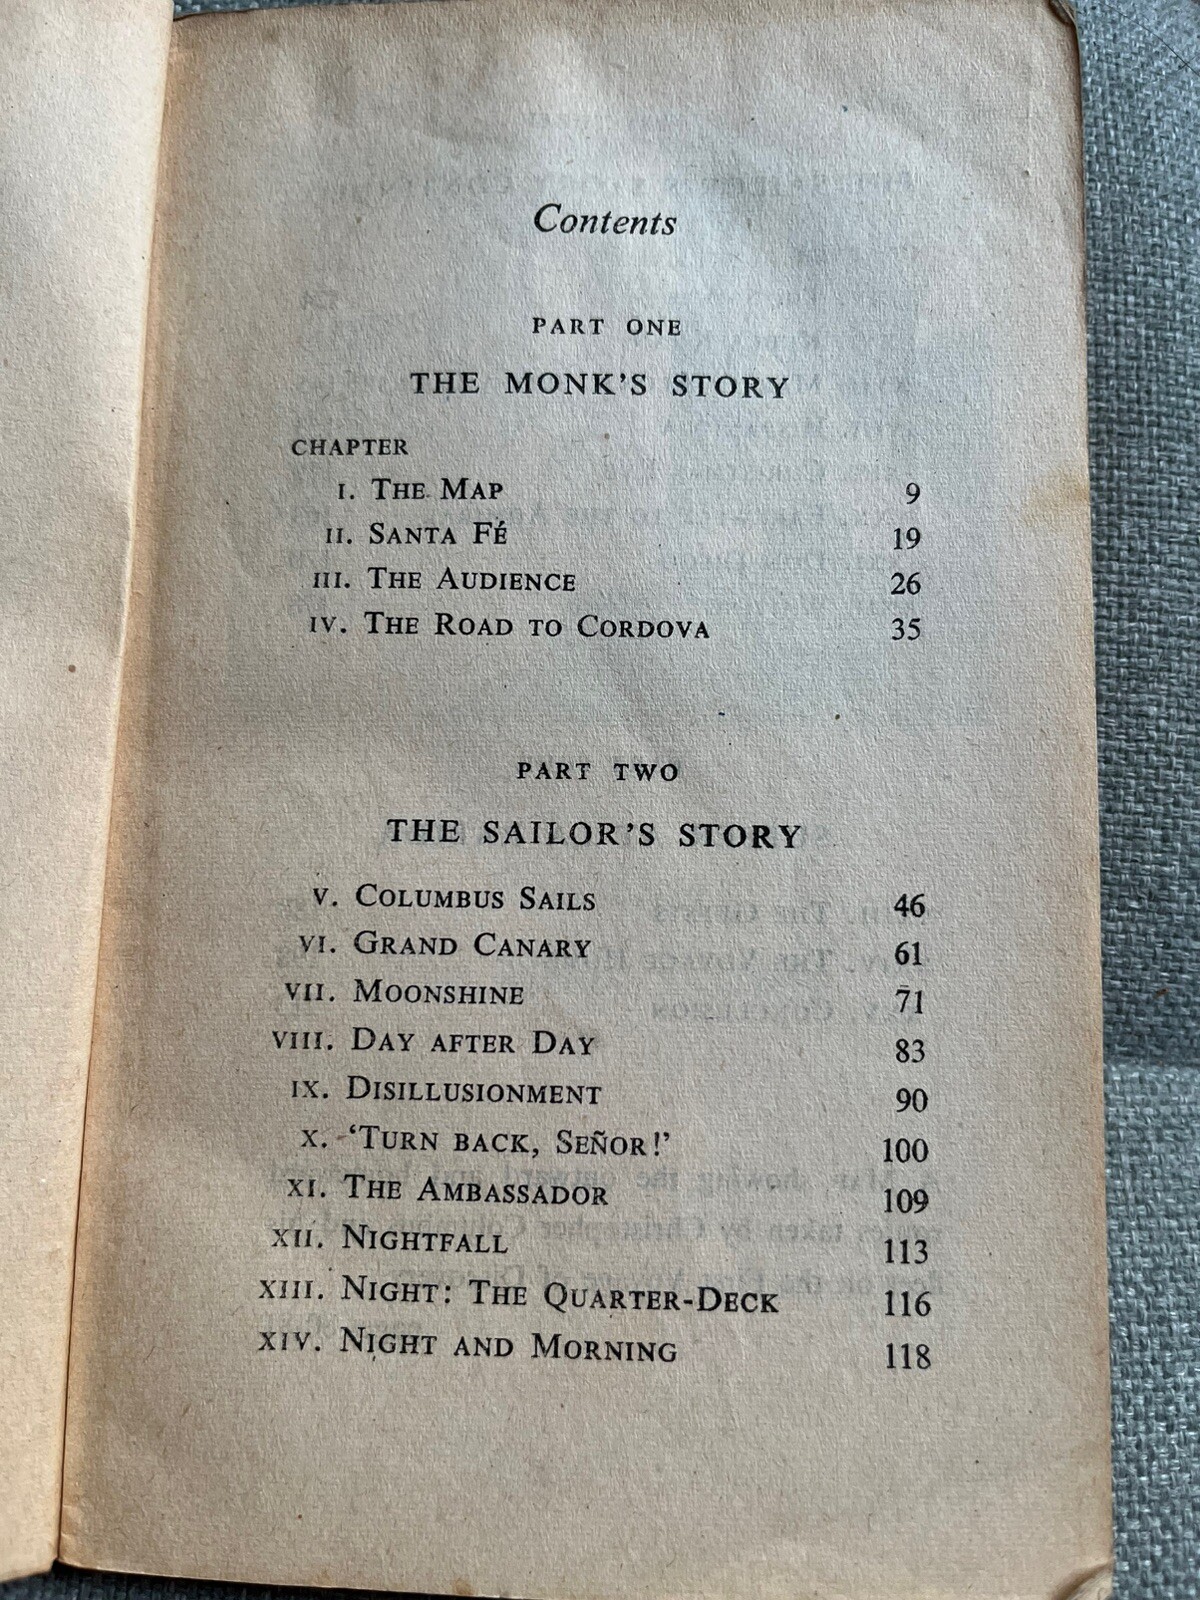 Contents
PART ONE
THE MONK'S STORY
CHAPTER
I. THE MAP 9
II. SANTA FÉ 19
III. THE AUDIENCE 26
IV. THE ROAD TO CORDOVA 35
PART TWO
THE SAILOR'S STORY
V. COLUMBUS SAILS 46
VI. GRAND CANARY 61
VII. MOONSHINE 71
VIII. DAY AFTER DAY 83
IX. DISILLUSIONMENT 90
X. 'TURN BACK, SEÑOR!' 100
XI. THE AMBASSADOR 109
XII. NIGHTFALL 113
XIII. NIGHT: THE QUARTER-DECK 116
XIV. NIGHT AND MORNING 118